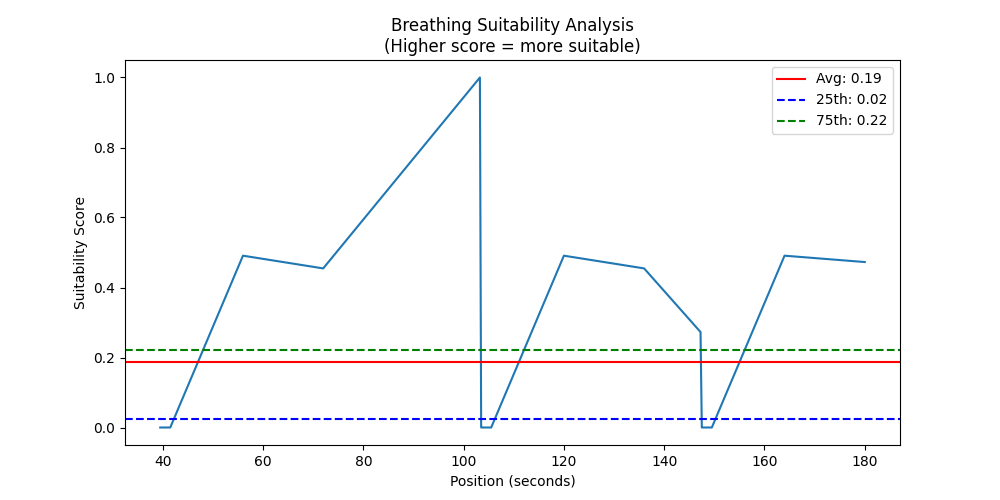 Breathing Suitability Analysis
(Higher score = more suitable)
Avg: 0.19
25th: 0.02
75th: 0.22
Suitability Score
1.0
0.8
0.6
0.4
0.2
0.0
40 60 80 100 120 140 160 180
Position (seconds)